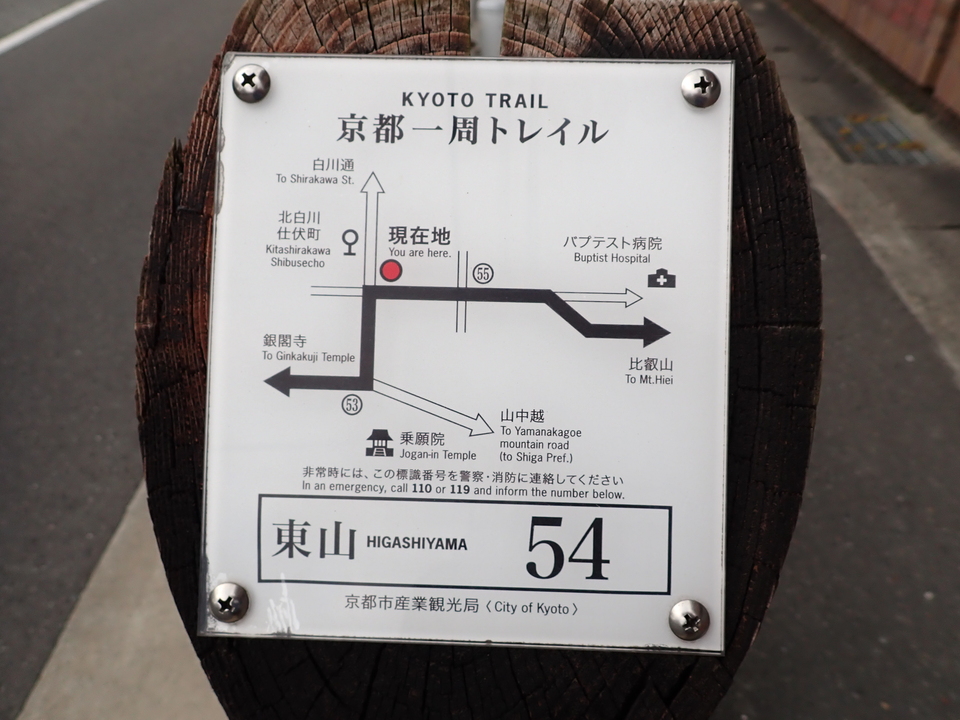 KYOTO TRAIL
京都一周トレイル
白川通
To Shirakawa St.
北白川
仕伏町
Kitashirakawa
Shibusecho
現在地
You are here.
55
バプテスト病院
Buptist Hospital
銀閣寺
To Ginkakuji Temple
比叡山
To Mt.Hiei
53
乗願院
Jogan-in Temple
山中越
To Yamanakagoe
mountain road
(to Shiga Pref.)
非常時には、この標識番号を警察・消防に連絡してください
In an emergency, call 110 or 119 and inform the number below.
東山 HIGASHIYAMA 54
京都市産業観光局〈City of Kyoto〉